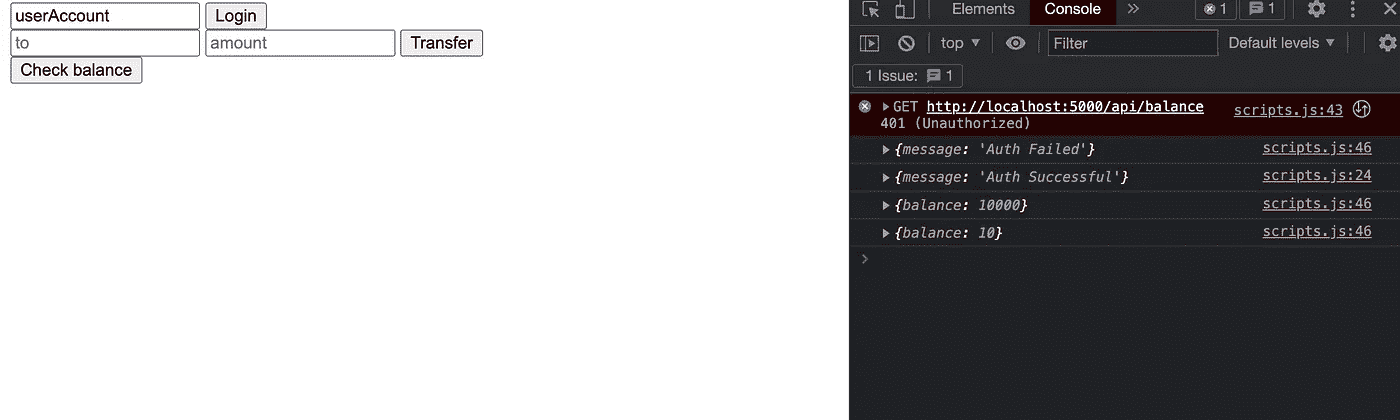 userAccount Login
to amount Transfer
Check balance
Elements Console 1 1
top Filter Default levels
1 Issue: 1
GET http://localhost:5000/api/balance scripts.js:43
401 (Unauthorized)
{message: 'Auth Failed'} scripts.js:46
{message: 'Auth Successful'} scripts.js:24
{balance: 10000} scripts.js:46
{balance: 10} scripts.js:46